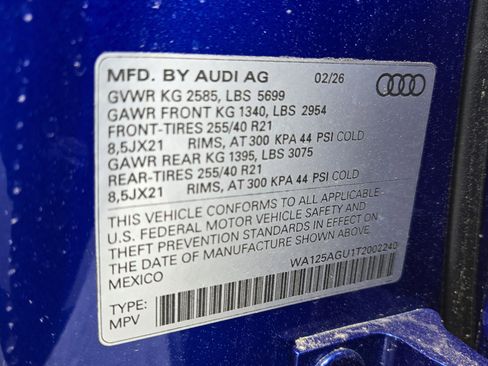 MFD. BY AUDI AG 02/26
GVWR KG 2585, LBS 5699
GAWR FRONT KG 1340, LBS 2954
FRONT-TIRES 255/40 R21
8,5JX21 RIMS, AT 300 KPA 44 PSI COLD
GAWR REAR KG 1395, LBS 3075
REAR-TIRES 255/40 R21
8,5JX21 RIMS, AT 300 KPA 44 PSI COLD
THIS VEHICLE CONFORMS TO ALL APPLICABLE
U.S. FEDERAL MOTOR VEHICLE SAFETY AND
THEFT PREVENTION STANDARDS IN EFFECT ON
THE DATE OF MANUFACTURE SHOWN ABOVE.
MEXICO WA125AGU1T2002240
TYPE:
MPV